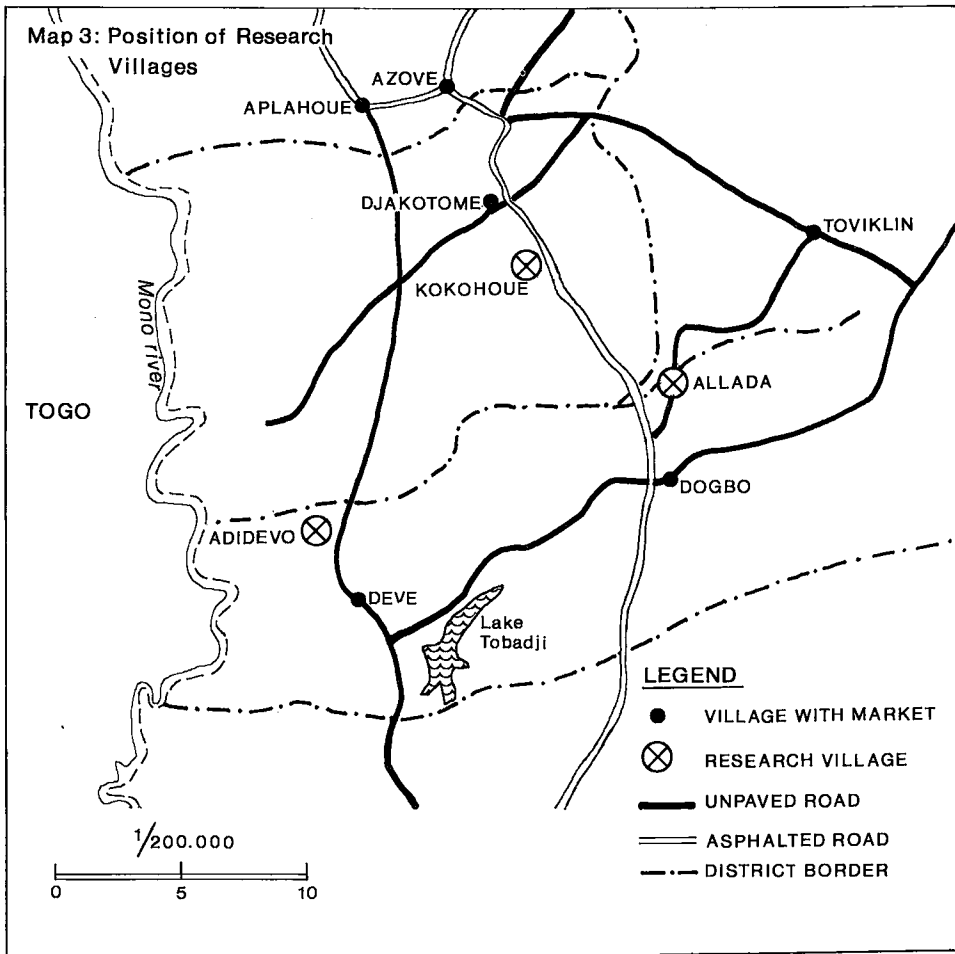 Map 3: Position of Research
Villages
AZOVE
APLAHOUE
DJAKOTOME
TOVIKLIN
KOKOHOUE
Mono river
ALLADA
TOGO
DOGBO
ADIDEVO
DEVE
Lake
Tobadji
LEGEND
VILLAGE WITH MARKET
RESEARCH VILLAGE
UNPAVED ROAD
ASPHALTED ROAD
DISTRICT BORDER
1/200.000
0 5 10